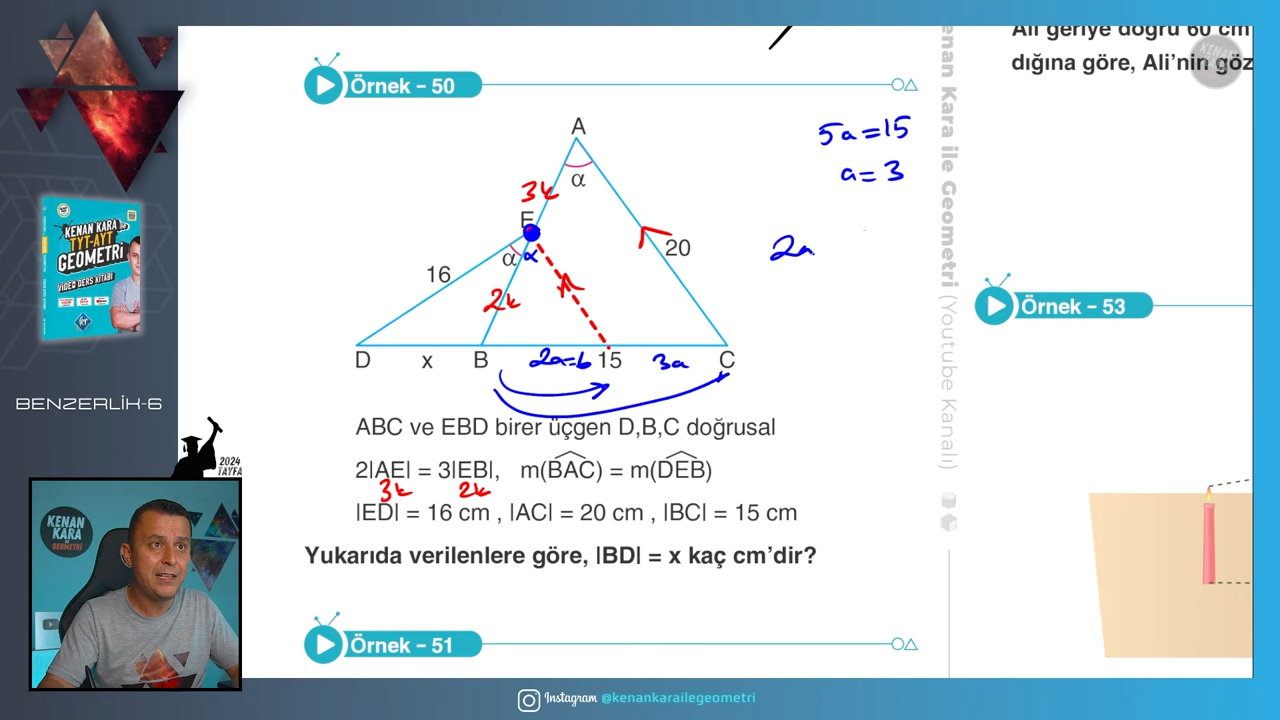 Ali geriye doğru 60 cm
dığına göre, Ali'nin göz
KENAN KARA
Örnek – 50
5a=15
a=3
2a
A
α
3k
E
α α
20
16
2k
D x B 2a=6 15 3a C
ABC ve EBD birer üçgen D,B,C doğrusal
2|AE| = 3|EB|, m(BAC) = m(DEB)
3k 2k
|ED| = 16 cm , |AC| = 20 cm , |BC| = 15 cm
Yukarıda verilenlere göre, |BD| = x kaç cm'dir?
Örnek – 51
enan Kara ile Geometri (Youtube Kanalı)
Örnek – 53
KENAN KARA
TYT-AYT
GEOMETRİ
VİDEO DERS KİTABI
BENZERLİK-6
2024
TAYFA
KENAN
KARA
GEOMETRİ
Instagram @kenankarailegeometri